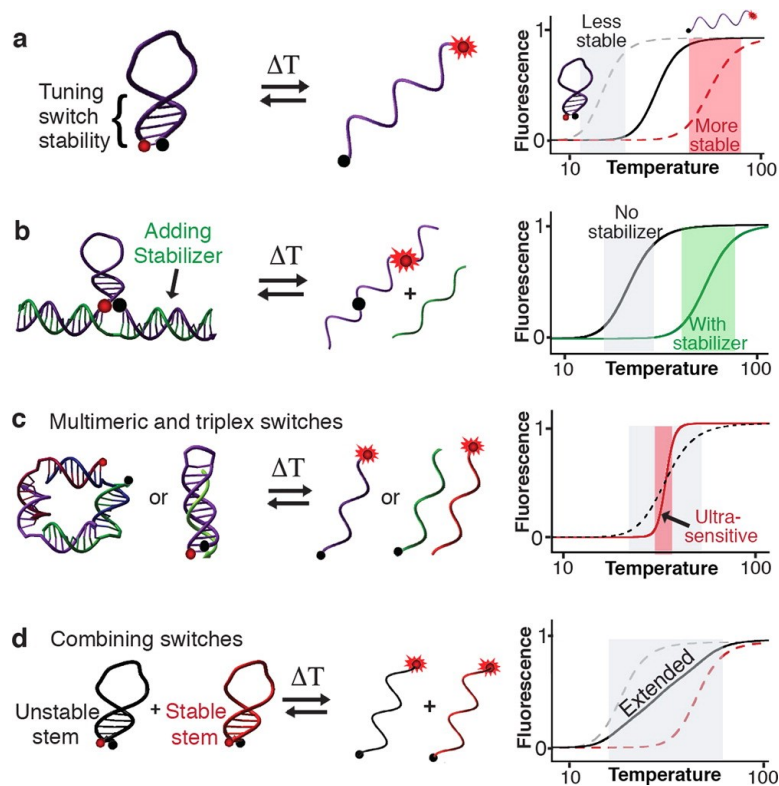 a
Tuning
switch
stability
ΔT
Fluorescence
1
0
Less
stable
More
stable
10
Temperature
100
b
Adding
Stabilizer
ΔT
+
Fluorescence
1
0
No
stabilizer
With
stabilizer
10
Temperature
100
c Multimeric and triplex switches
or
ΔT
or
Fluorescence
1
0
Ultra-
sensitive
10
Temperature
100
d Combining switches
Unstable
stem
+
Stable
stem
ΔT
+
Fluorescence
1
0
Extended
10
Temperature
100